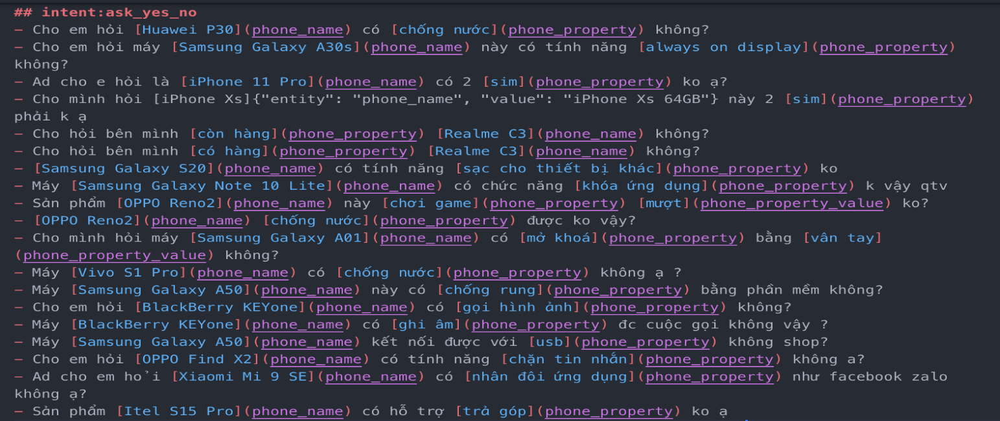 ## intent:ask_yes_no
- Cho em hỏi [Huawei P30](phone_name) có [chống nước](phone_property) không?
- Cho em hỏi máy [Samsung Galaxy A30s](phone_name) này có tính năng [always on display](phone_property)
không?
- Ad cho e hỏi là [iPhone 11 Pro](phone_name) có 2 [sim](phone_property) ko ạ?
- Cho mình hỏi [iPhone Xs]{"entity": "phone_name", "value": "iPhone Xs 64GB"} này 2 [sim](phone_property)
phải k ạ
- Cho hỏi bên mình [còn hàng](phone_property) [Realme C3](phone_name) không?
- Cho hỏi bên mình [có hàng](phone_property) [Realme C3](phone_name) không?
- [Samsung Galaxy S20](phone_name) có tính năng [sạc cho thiết bị khác](phone_property) ko
- Máy [Samsung Galaxy Note 10 Lite](phone_name) có chức năng [khóa ứng dụng](phone_property) k vậy qtv
- Sản phẩm [OPPO Reno2](phone_name) này [chơi game](phone_property) [mượt](phone_property_value) ko?
- [OPPO Reno2](phone_name) [chống nước](phone_property) được ko vậy?
- Cho mình hỏi máy [Samsung Galaxy A01](phone_name) có [mở khoá](phone_property) bằng [vân tay]
(phone_property_value) không?
- Máy [Vivo S1 Pro](phone_name) có [chống nước](phone_property) không ạ ?
- Máy [Samsung Galaxy A50](phone_name) này có [chống rung](phone_property) bằng phần mềm không?
- Cho em hỏi [BlackBerry KEYone](phone_name) có [gọi hình ảnh](phone_property) không?
- Máy [BlackBerry KEYone](phone_name) có [ghi âm](phone_property) đc cuộc gọi không vậy ?
- Máy [Samsung Galaxy A50](phone_name) kết nối được với [usb](phone_property) không shop?
- Cho em hỏi [OPPO Find X2](phone_name) có tính năng [chặn tin nhắn](phone_property) không a?
- Ad cho em hỏi [Xiaomi Mi 9 SE](phone_name) có [nhân đôi ứng dụng](phone_property) như facebook zalo
không ạ?
- Sản phẩm [Itel S15 Pro](phone_name) có hỗ trợ [trả góp](phone_property) ko ạ